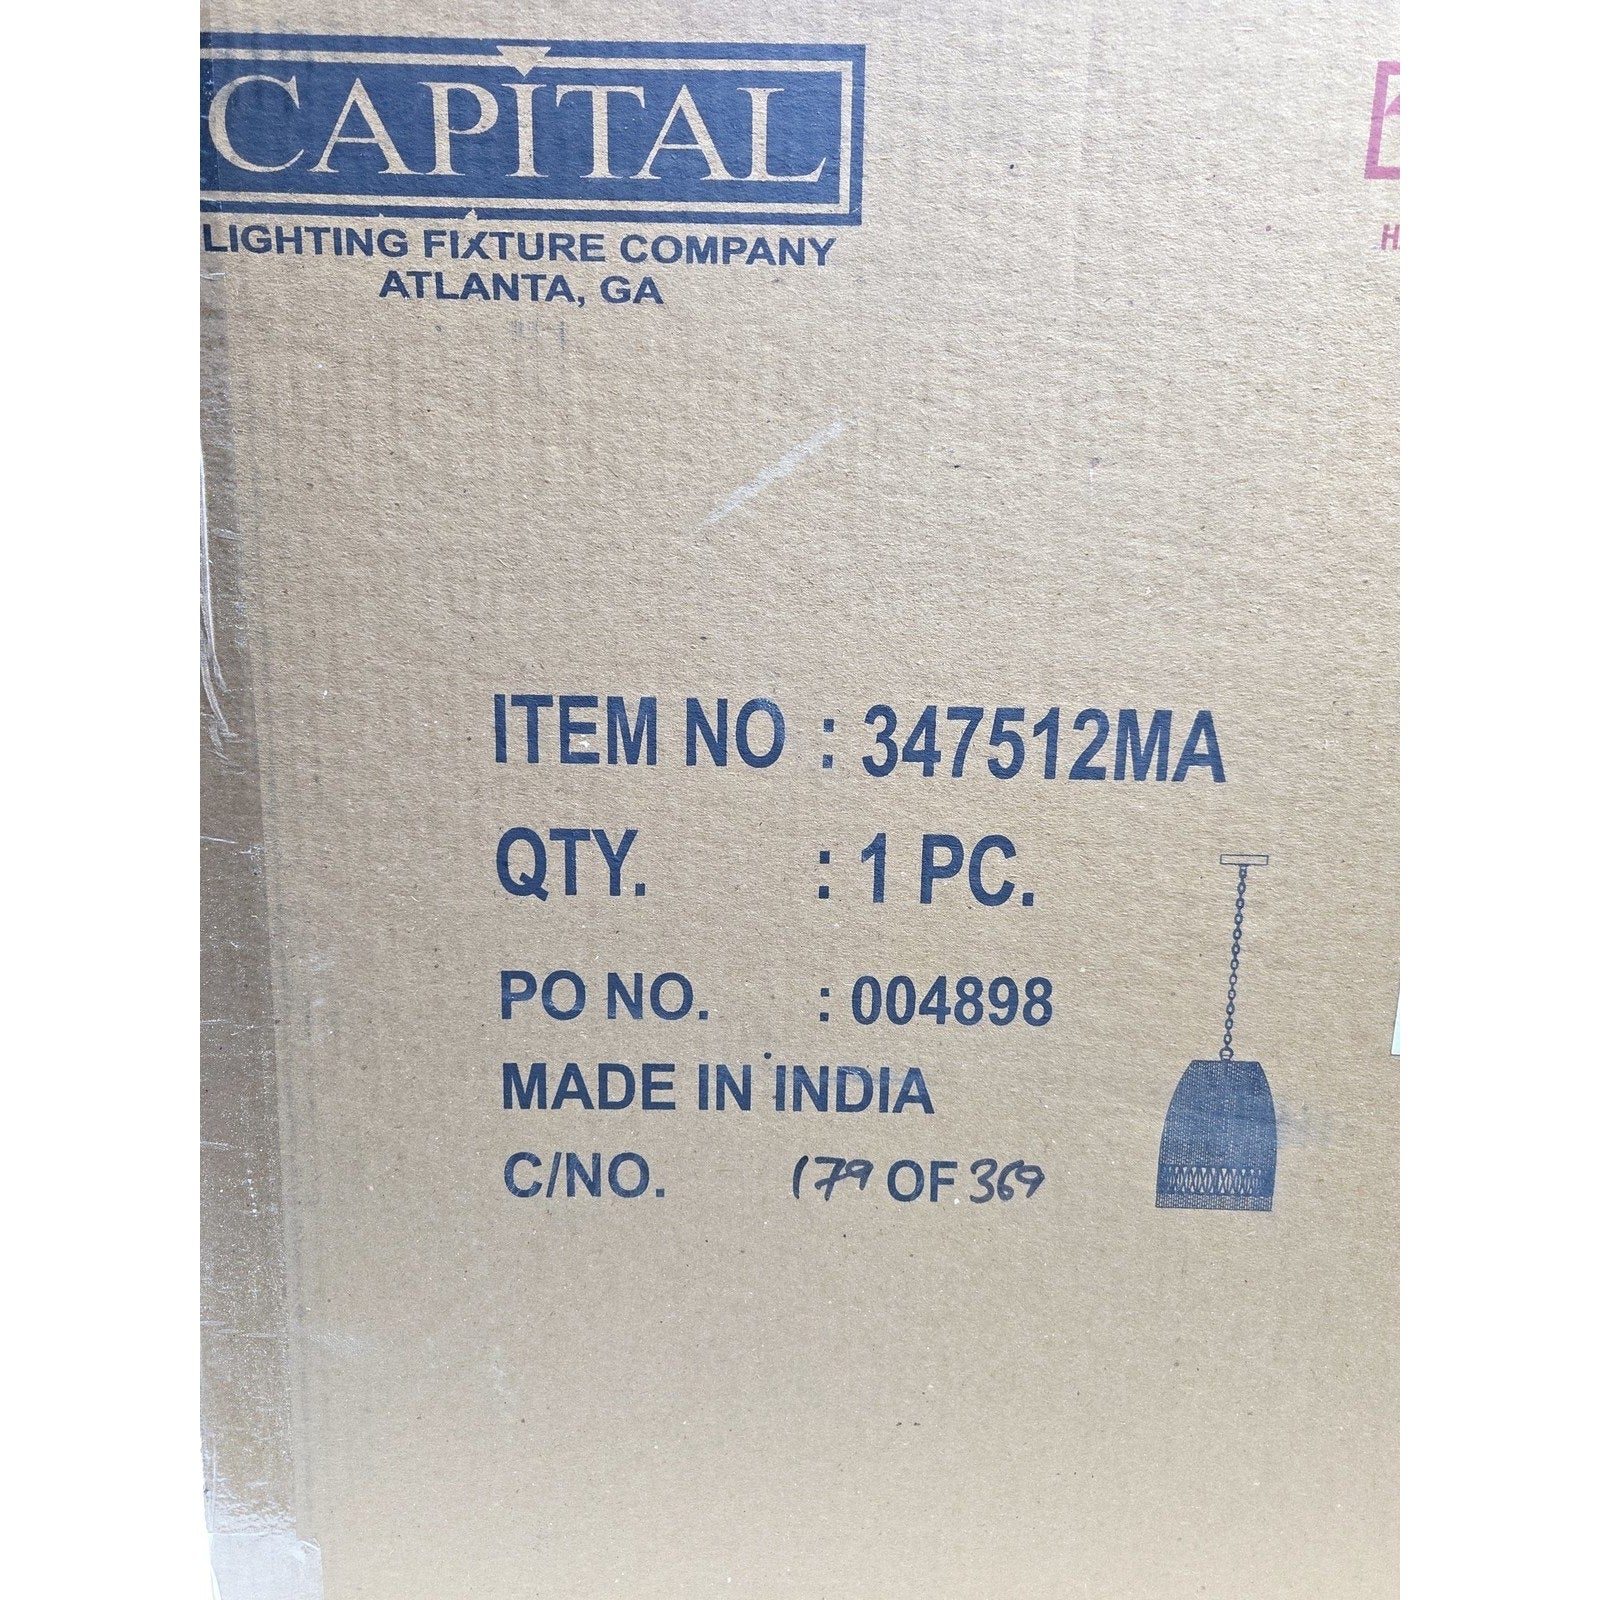 CAPITAL
LIGHTING FIXTURE COMPANY
ATLANTA, GA
ITEM NO : 347512MA
QTY. : 1 PC.
PO NO. : 004898
MADE IN INDIA
C/NO. 179 OF 369